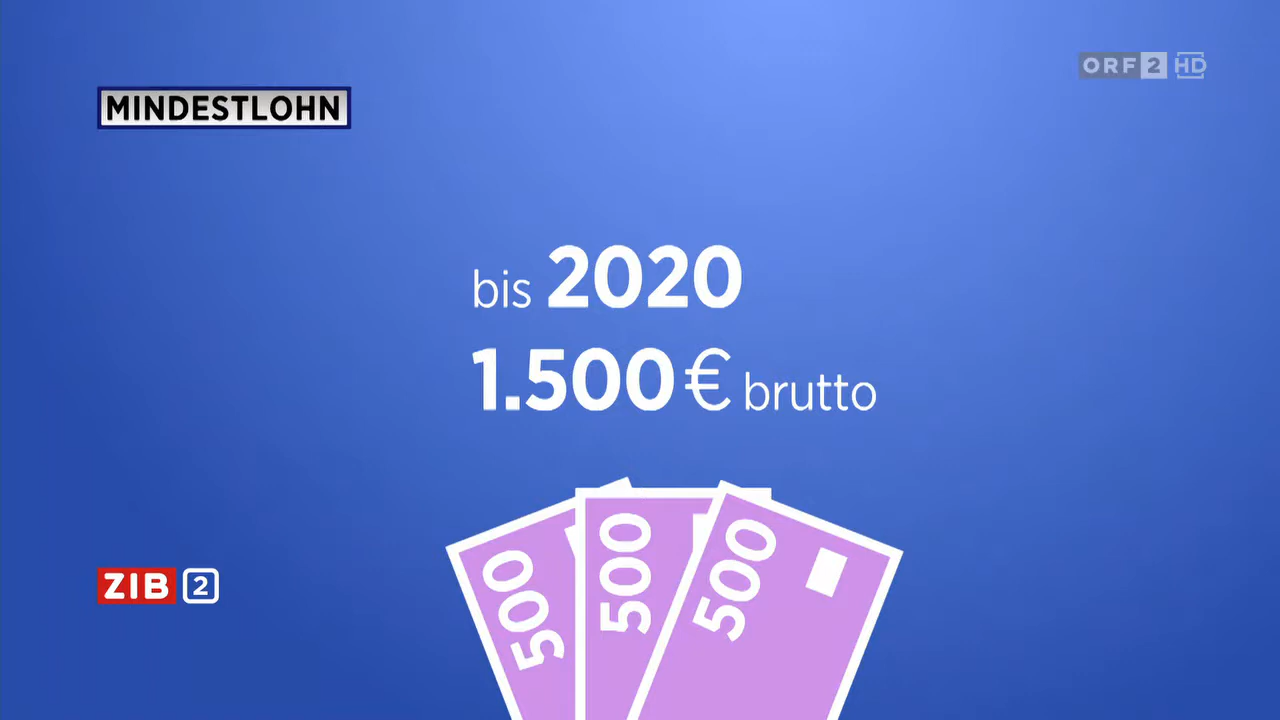 ORF 2 HD
MINDESTLOHN
bis 2020
1.500 € brutto
500
500
500
ZIB 2